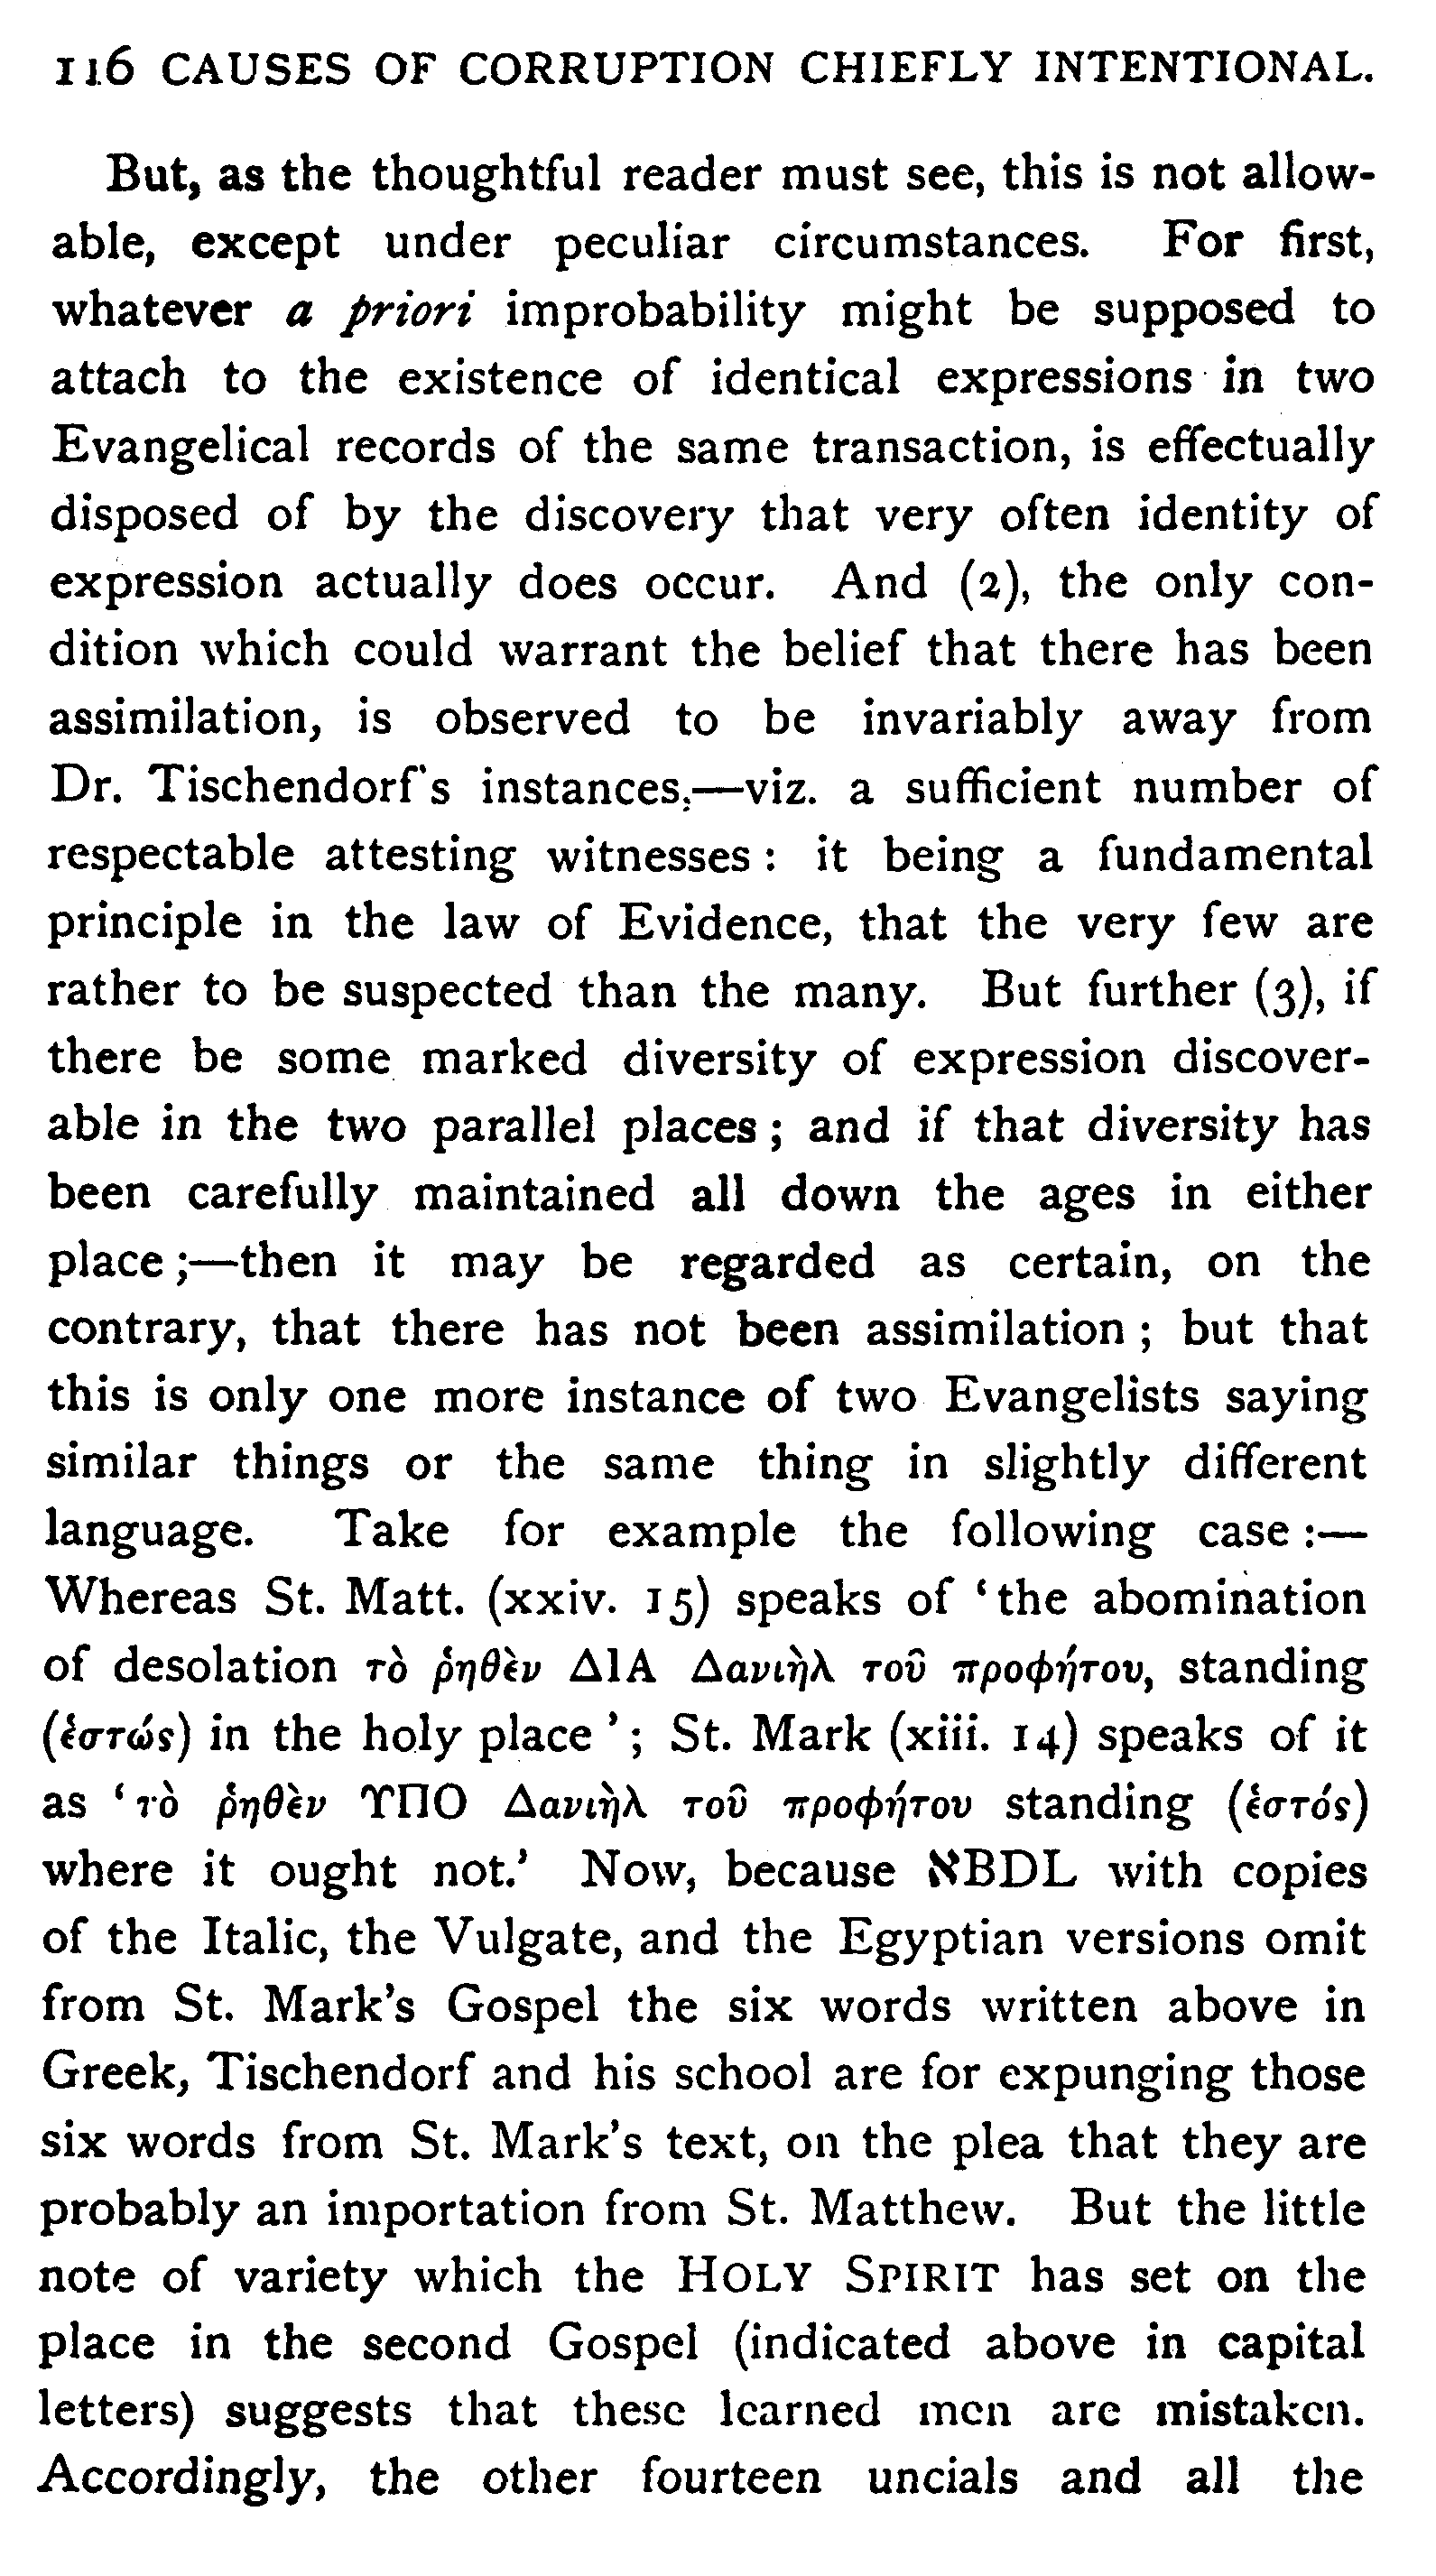 116 CAUSES OF CORRUPTION CHIEFLY INTENTIONAL.
But, as the thoughtful reader must see, this is not allow-
able, except under peculiar circumstances. For first,
whatever a priori improbability might be supposed to
attach to the existence of identical expressions in two
Evangelical records of the same transaction, is effectually
disposed of by the discovery that very often identity of
expression actually does occur. And (2), the only con-
dition which could warrant the belief that there has been
assimilation, is observed to be invariably away from
Dr. Tischendorf's instances,—viz. a sufficient number of
respectable attesting witnesses : it being a fundamental
principle in the law of Evidence, that the very few are
rather to be suspected than the many. But further (3), if
there be some marked diversity of expression discover-
able in the two parallel places ; and if that diversity has
been carefully maintained all down the ages in either
place ;—then it may be regarded as certain, on the
contrary, that there has not been assimilation ; but that
this is only one more instance of two Evangelists saying
similar things or the same thing in slightly different
language. Take for example the following case :—
Whereas St. Matt. (xxiv. 15) speaks of ‘the abomination
of desolation τὸ ῥηθὲν ΔΙΑ Δανιὴλ τοῦ προφήτου, standing
(ἑστώς) in the holy place’; St. Mark (xiii. 14) speaks of it
as ‘τὸ ῥηθὲν ΥΠΟ Δανιὴλ τοῦ προφήτου standing (ἑστός)
where it ought not.’ Now, because אBDL with copies
of the Italic, the Vulgate, and the Egyptian versions omit
from St. Mark’s Gospel the six words written above in
Greek, Tischendorf and his school are for expunging those
six words from St. Mark’s text, on the plea that they are
probably an importation from St. Matthew. But the little
note of variety which the HOLY SPIRIT has set on the
place in the second Gospel (indicated above in capital
letters) suggests that these learned men are mistaken.
Accordingly, the other fourteen uncials and all the